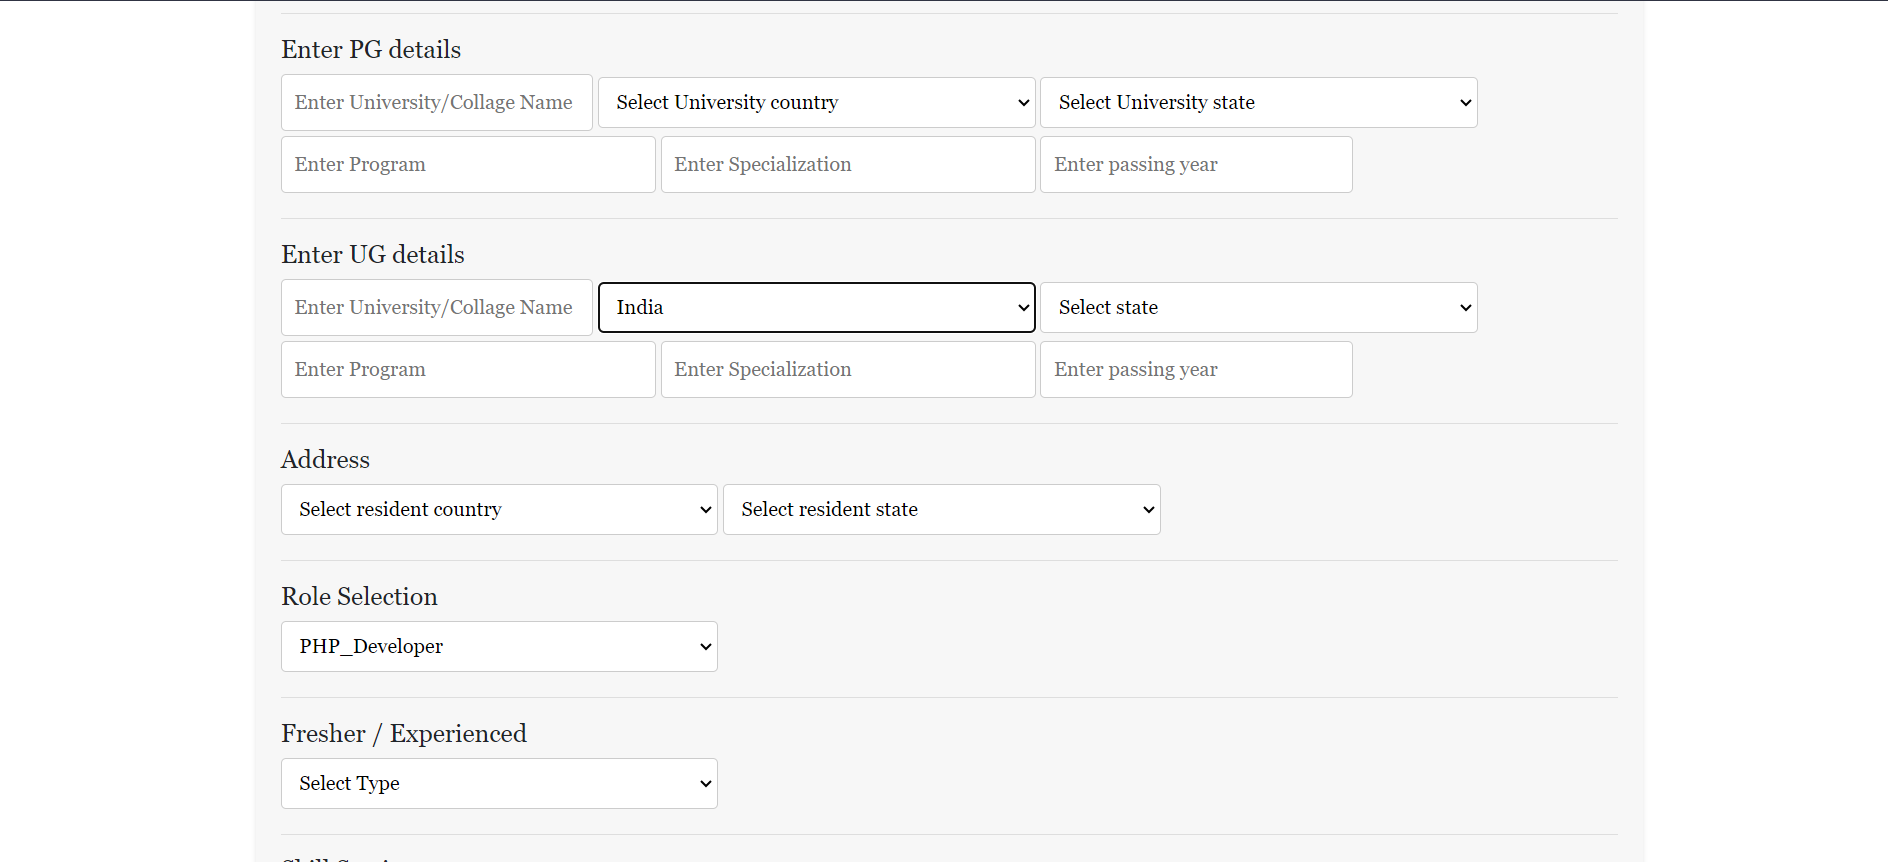 Enter PG details
Enter University/Collage Name Select University country Select University state
Enter Program Enter Specialization Enter passing year
Enter UG details
Enter University/Collage Name India Select state
Enter Program Enter Specialization Enter passing year
Address
Select resident country Select resident state
Role Selection
PHP_Developer
Fresher / Experienced
Select Type